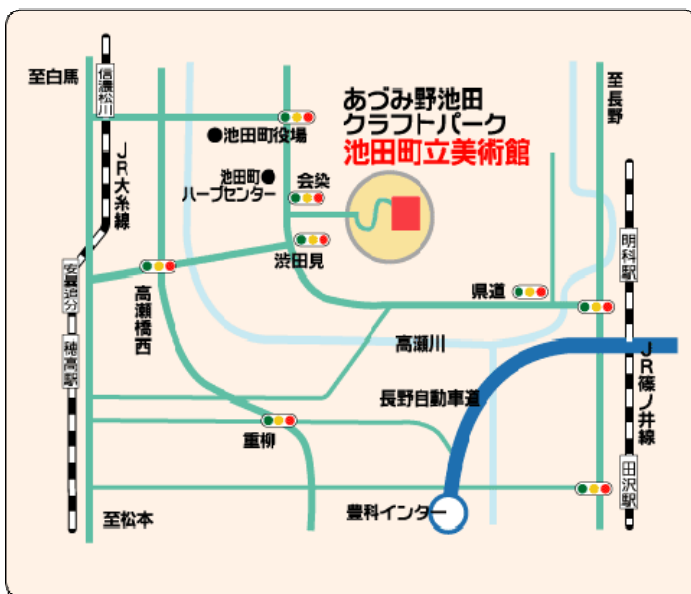 至白馬
信濃松川
JR大糸線
●池田町役場
あづみ野池田
クラフトパーク
池田町立美術館
至長野
池田町●
ハーブセンター
会染
渋田見
明科駅
安曇追分
高瀬橋西
県道
穂高駅
高瀬川
JR篠ノ井線
長野自動車道
重柳
田沢駅
至松本
豊科インター